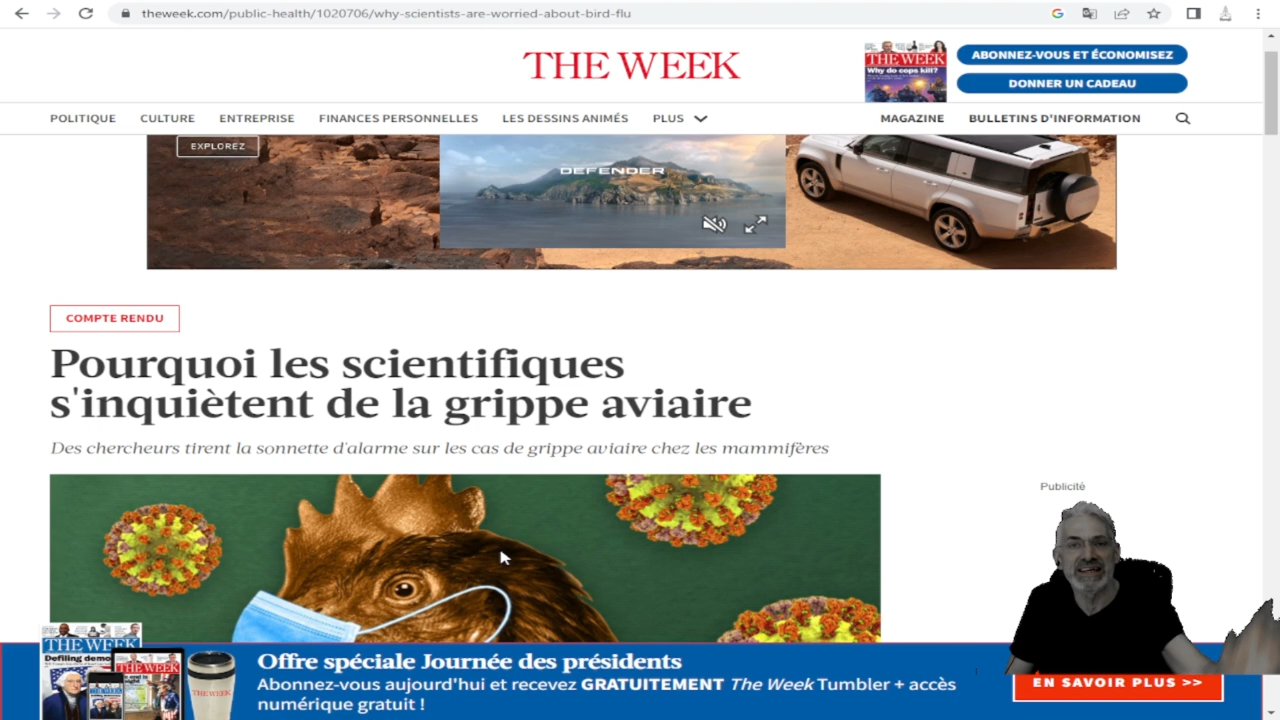 theweek.com/public-health/1020706/why-scientists-are-worried-about-bird-flu
THE WEEK
THE WEEK
Why do cops kill?
ABONNEZ-VOUS ET ÉCONOMISEZ
DONNER UN CADEAU
POLITIQUE CULTURE ENTREPRISE FINANCES PERSONNELLES LES DESSINS ANIMÉS PLUS MAGAZINE BULLETINS D'INFORMATION
EXPLOREZ
DEFENDER
COMPTE RENDU
Pourquoi les scientifiques
s'inquiètent de la grippe aviaire
Des chercheurs tirent la sonnette d'alarme sur les cas de grippe aviaire chez les mammifères
Publicité
THE WEEK
Defiling demo
THE WEEK
THE WEEK
Offre spéciale Journée des présidents
Abonnez-vous aujourd'hui et recevez GRATUITEMENT The Week Tumbler + accès
numérique gratuit !
EN SAVOIR PLUS >>